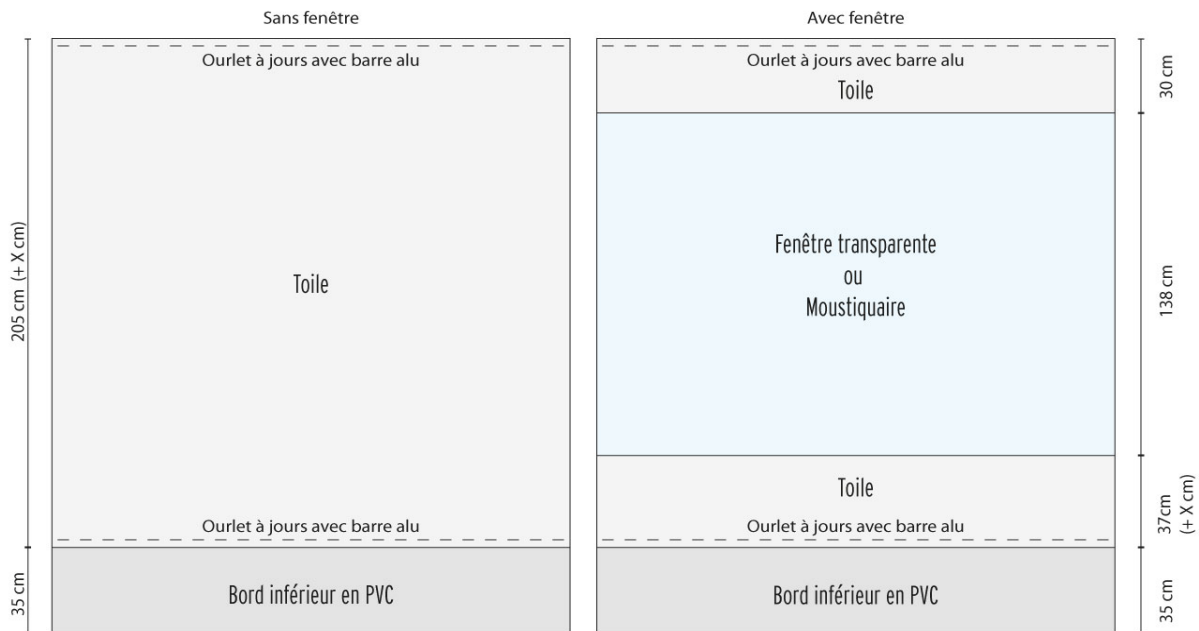 Sans fenêtre
Ourlet à jours avec barre alu
Toile
Ourlet à jours avec barre alu
Bord inférieur en PVC
205 cm (+ X cm)
35 cm
Avec fenêtre
Ourlet à jours avec barre alu
Toile
Fenêtre transparente
ou
Moustiquaire
Toile
Ourlet à jours avec barre alu
Bord inférieur en PVC
30 cm
138 cm
37cm
(+ X cm)
35 cm